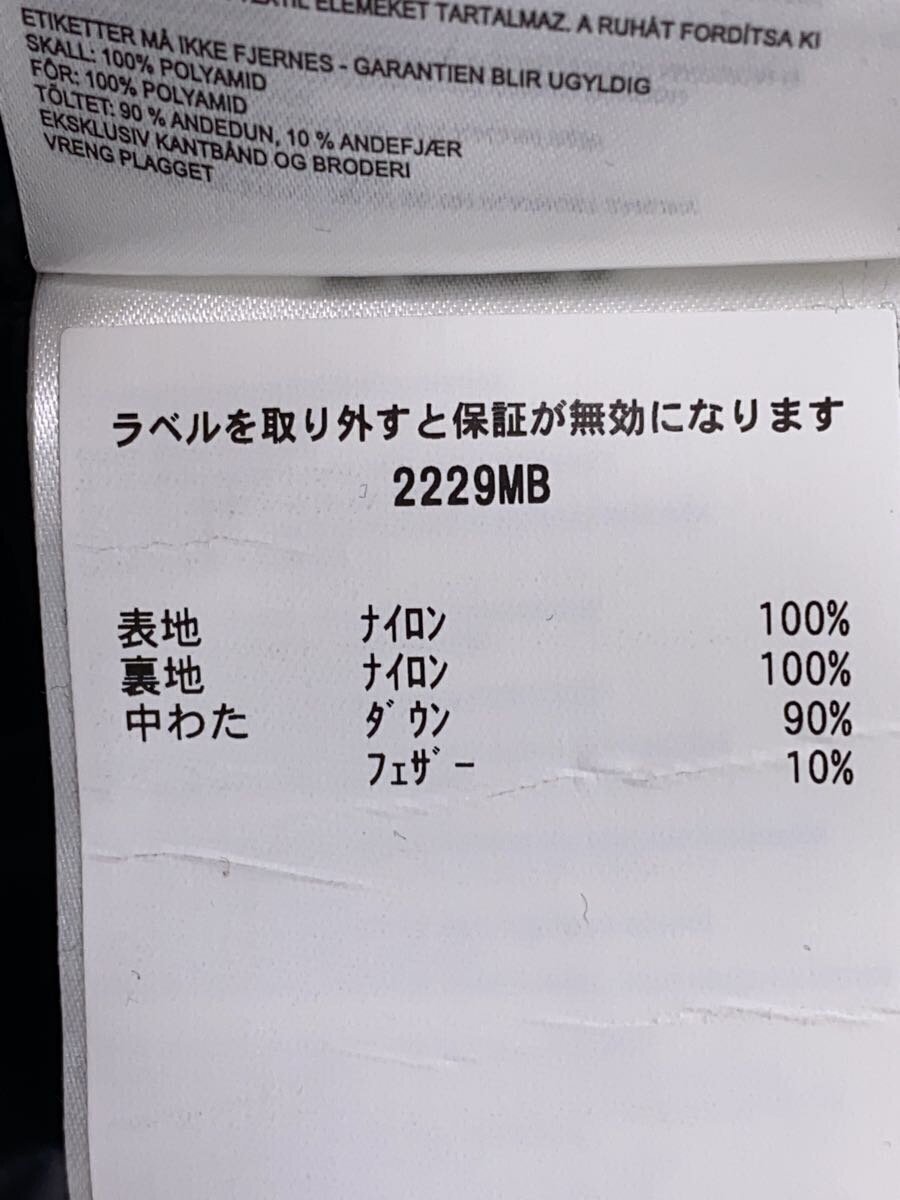 ELEMEKET TARTALMAZ. A RUHÁT FORDÍTSA KI
ETIKETTER MÅ IKKE FJERNES - GARANTIEN BLIR UGYLDIG
SKALL: 100% POLYAMID
FÔR: 100% POLYAMID
TÖLTET: 90 % ANDEDUN, 10 % ANDEFJÆR
EKSKLUSIV KANTBÅND OG BRODERI
VRENG PLAGGET
ラベルを取り外すと保証が無効になります
2229MB
表地 ﾅｲﾛﾝ 100%
裏地 ﾅｲﾛﾝ 100%
中わた ﾀﾞｳﾝ 90%
ﾌｪｻﾞｰ 10%